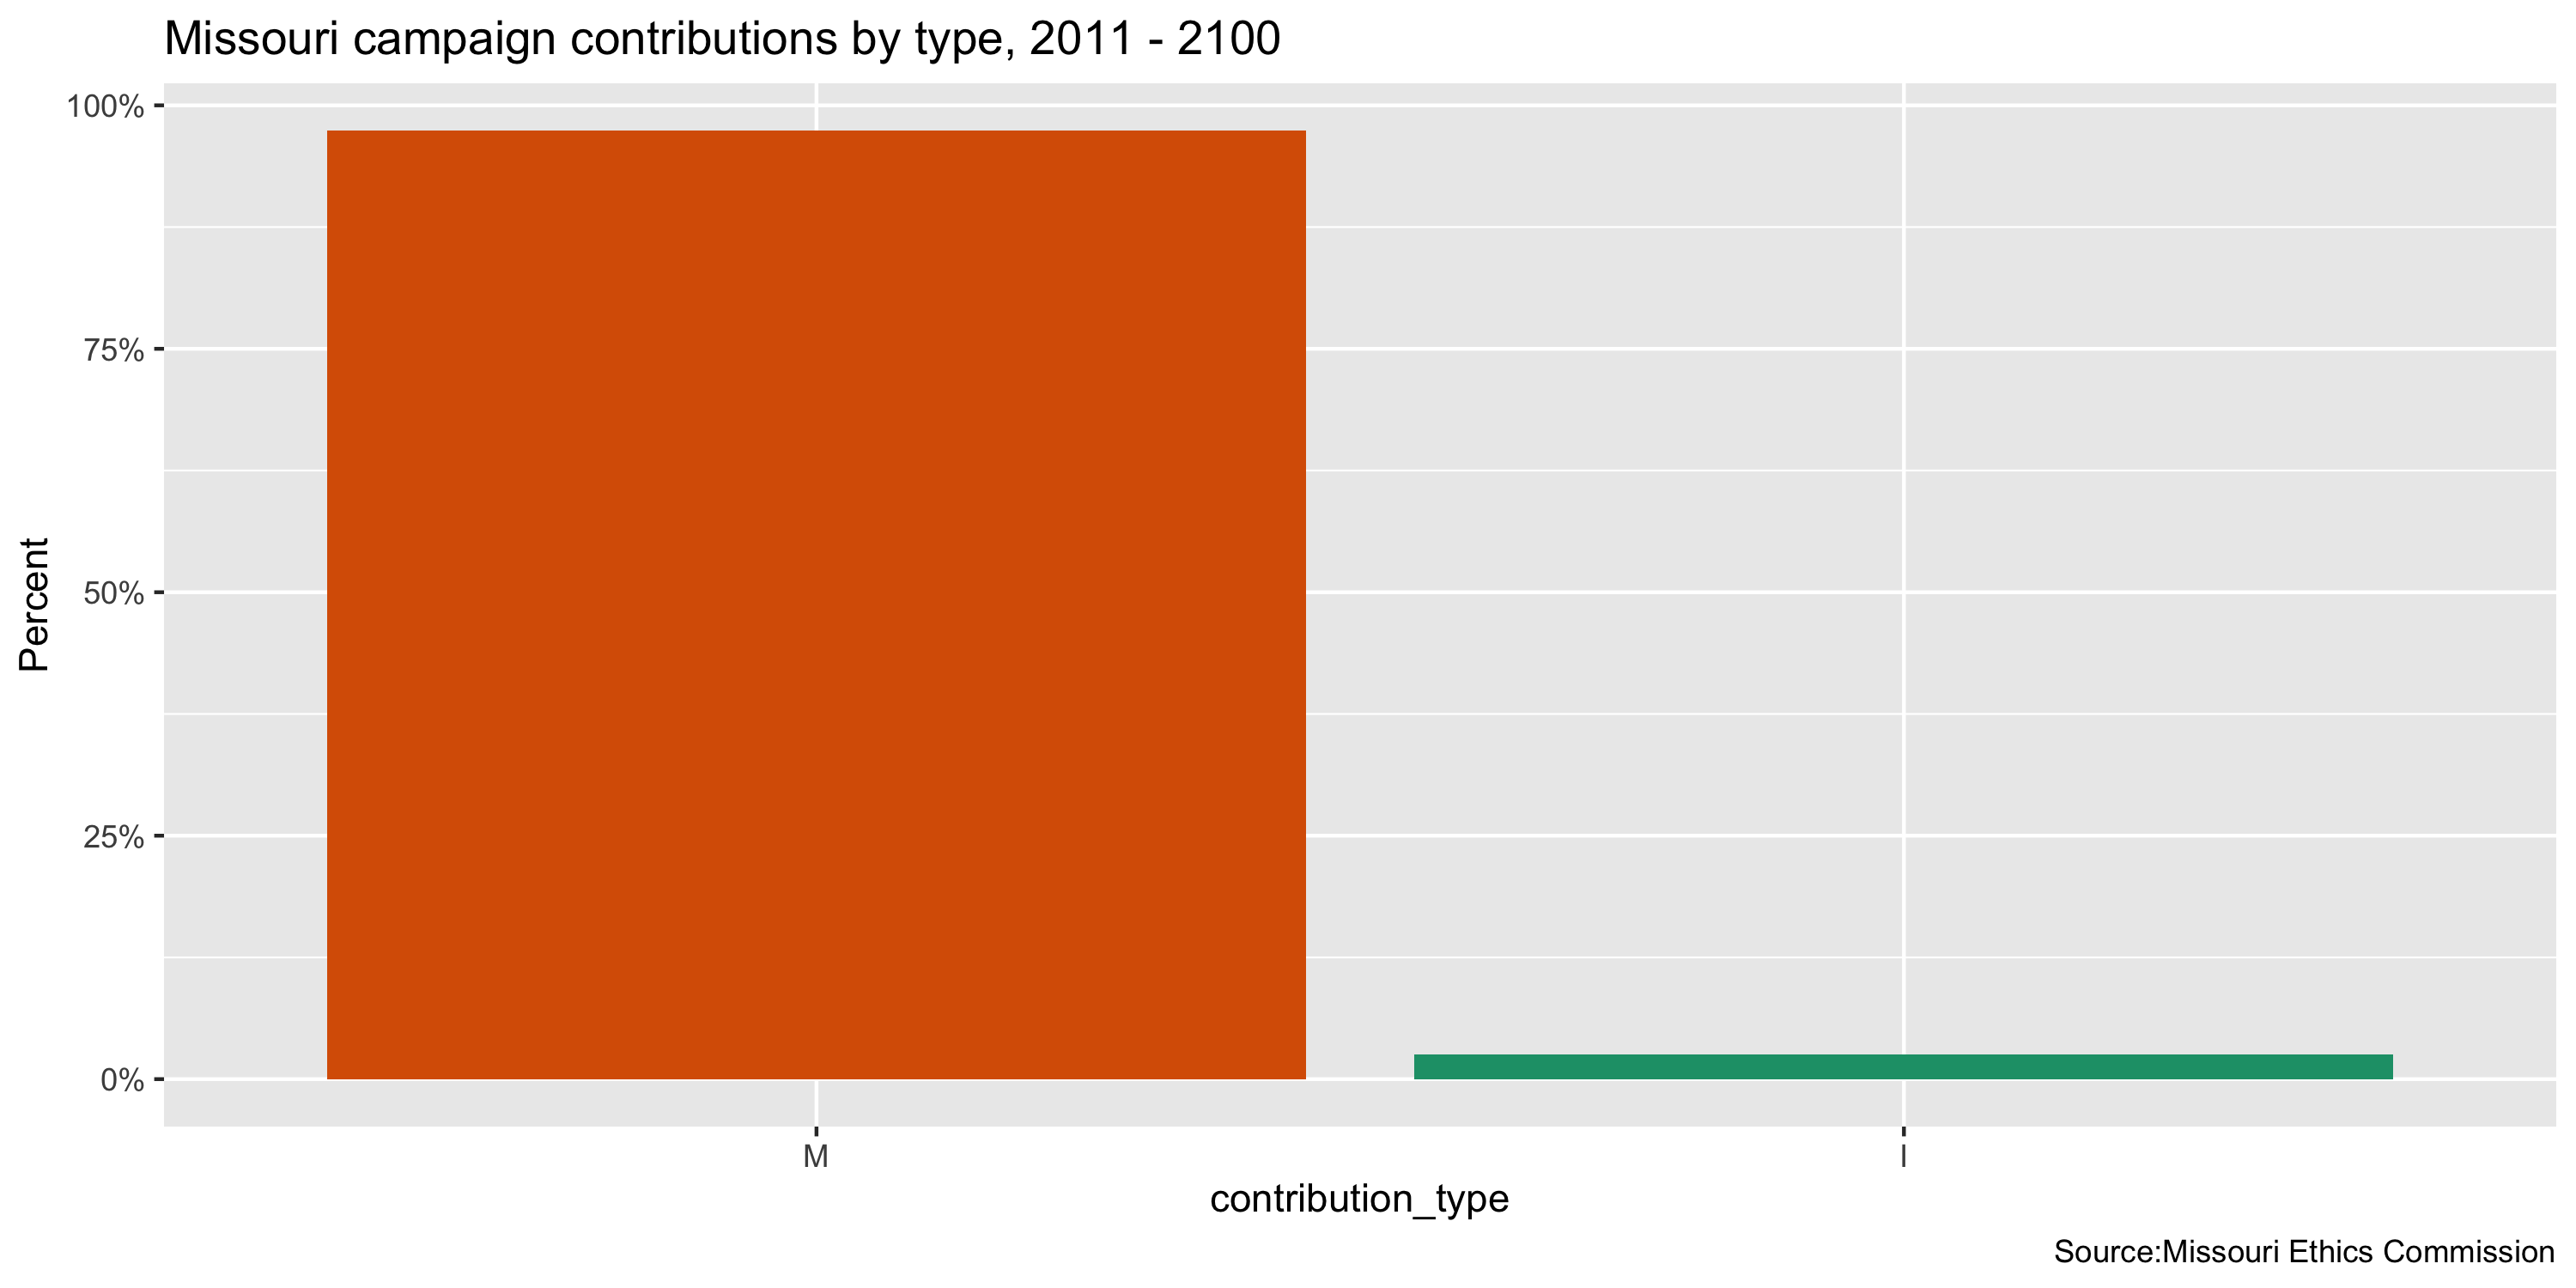 Missouri campaign contributions by type, 2011 - 2100
100%
75%
50%
25%
0%
Percent
M
I
contribution_type
Source:Missouri Ethics Commission